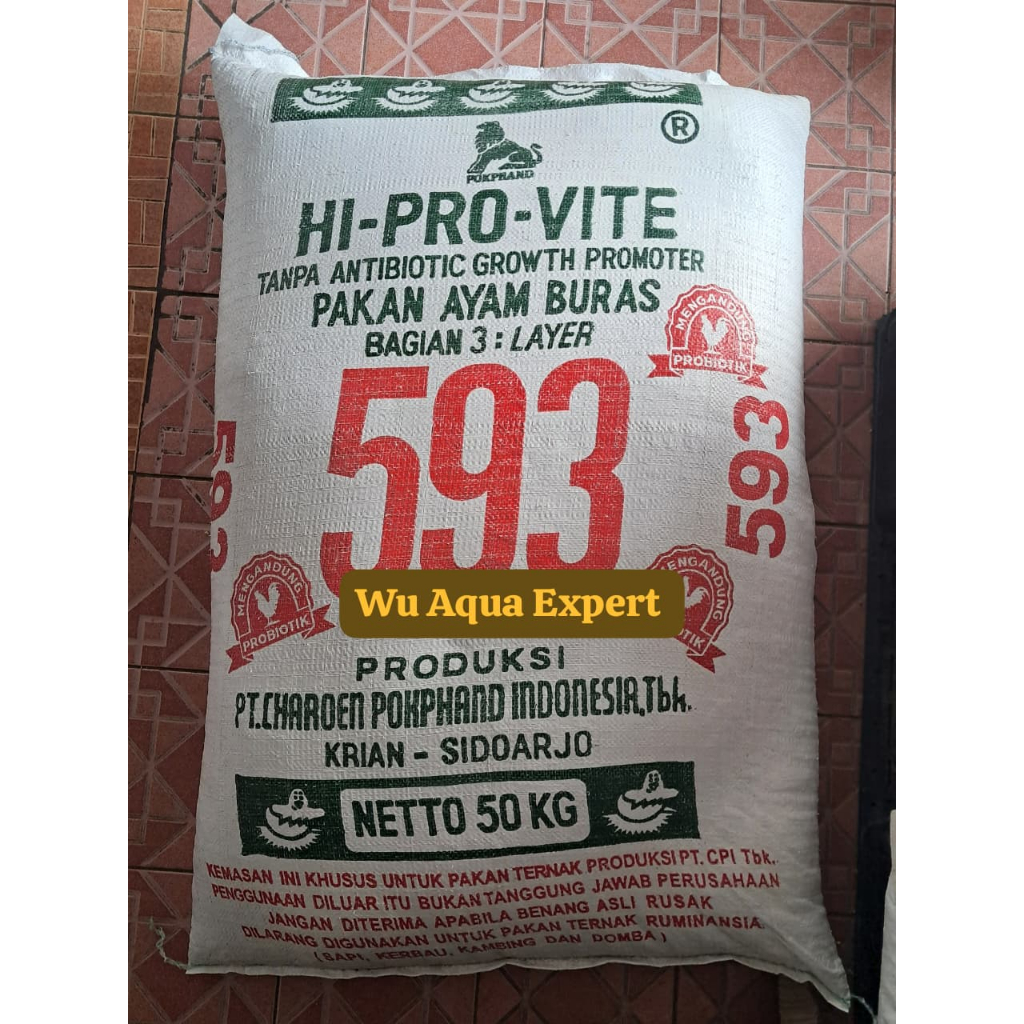 ®
POKPHAND
HI-PRO-VITE
TANPA ANTIBIOTIC GROWTH PROMOTER
PAKAN AYAM BURAS
BAGIAN 3 : LAYER
MENGANDUNG
PROBIOTIK
593
593
593
MENGANDUNG
PROBIOTIK
ENGANDUNG
TIK
Wu Aqua Expert
PRODUKSI
PT.CHAROEN POKPHAND INDONESIA,Tbk.
KRIAN - SIDOARJO
NETTO 50 KG
KEMASAN INI KHUSUS UNTUK PAKAN TERNAK PRODUKSI PT. CPI Tbk.
PENGGUNAAN DILUAR ITU BUKAN TANGGUNG JAWAB PERUSAHAAN
JANGAN DITERIMA APABILA BENANG ASLI RUSAK
DILARANG DIGUNAKAN UNTUK PAKAN TERNAK RUMINANSIA
( SAPI, KERBAU, KAMBING DAN DOMBA )